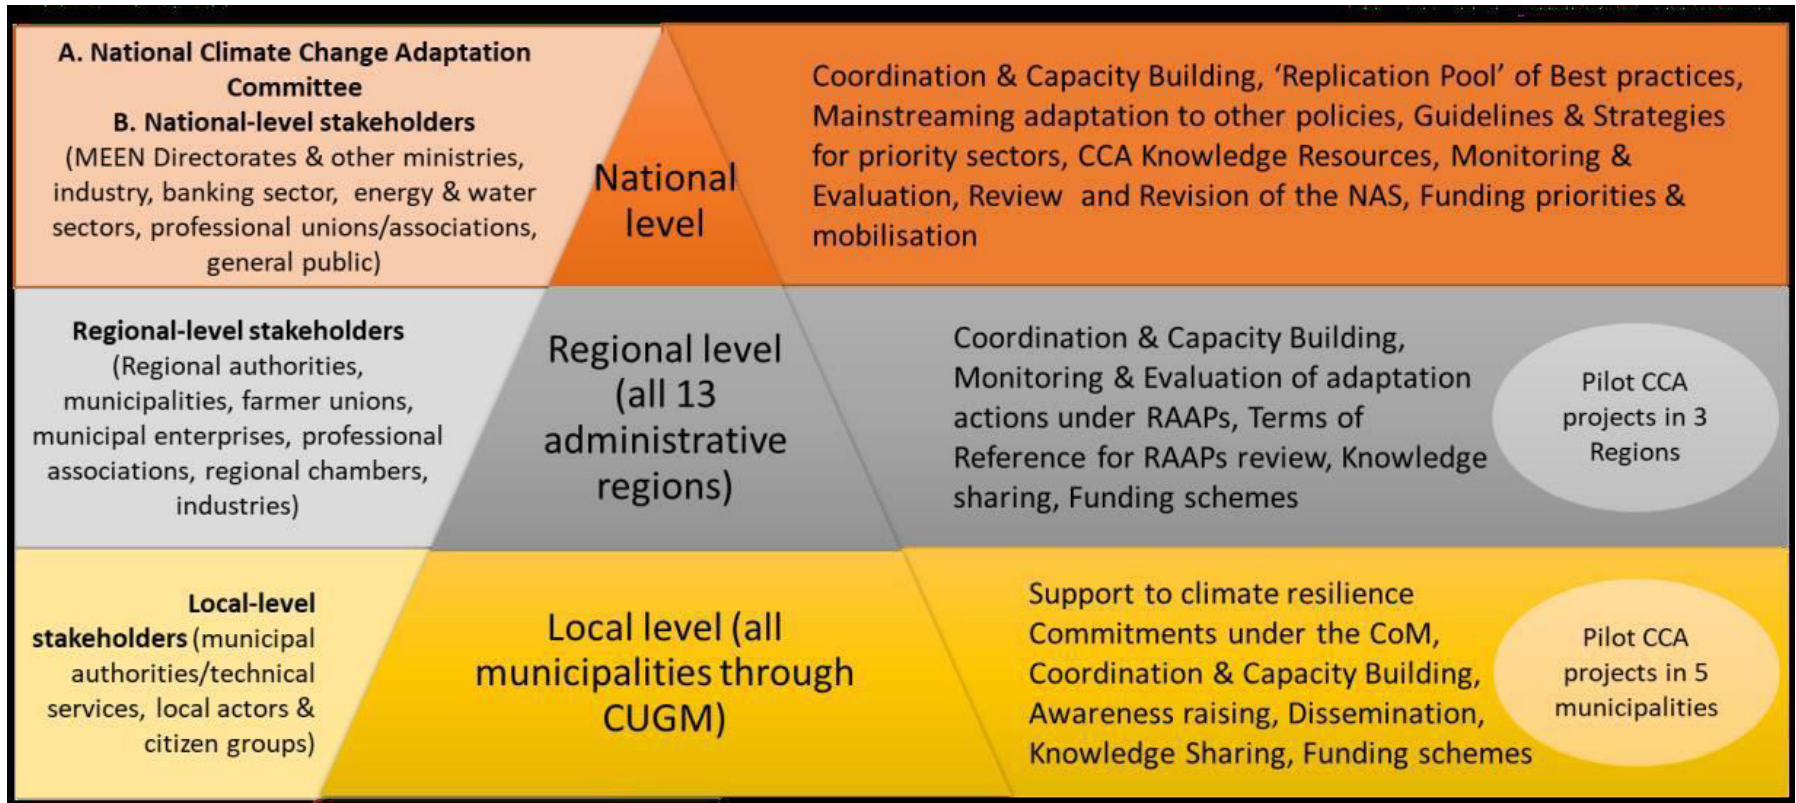 A. National Climate Change Adaptation
Committee
B. National-level stakeholders
(MEEN Directorates & other ministries,
industry, banking sector, energy & water
sectors, professional unions/associations,
general public)
National
level
Coordination & Capacity Building, ‘Replication Pool’ of Best practices,
Mainstreaming adaptation to other policies, Guidelines & Strategies
for priority sectors, CCA Knowledge Resources, Monitoring &
Evaluation, Review and Revision of the NAS, Funding priorities &
mobilisation
Regional-level stakeholders
(Regional authorities,
municipalities, farmer unions,
municipal enterprises, professional
associations, regional chambers,
industries)
Regional level
(all 13
administrative
regions)
Coordination & Capacity Building,
Monitoring & Evaluation of adaptation
actions under RAAPs, Terms of
Reference for RAAPs review, Knowledge
sharing, Funding schemes
Pilot CCA
projects in 3
Regions
Local-level
stakeholders (municipal
authorities/technical
services, local actors &
citizen groups)
Local level (all
municipalities through
CUGM)
Support to climate resilience
Commitments under the CoM,
Coordination & Capacity Building,
Awareness raising, Dissemination,
Knowledge Sharing, Funding schemes
Pilot CCA
projects in 5
municipalities